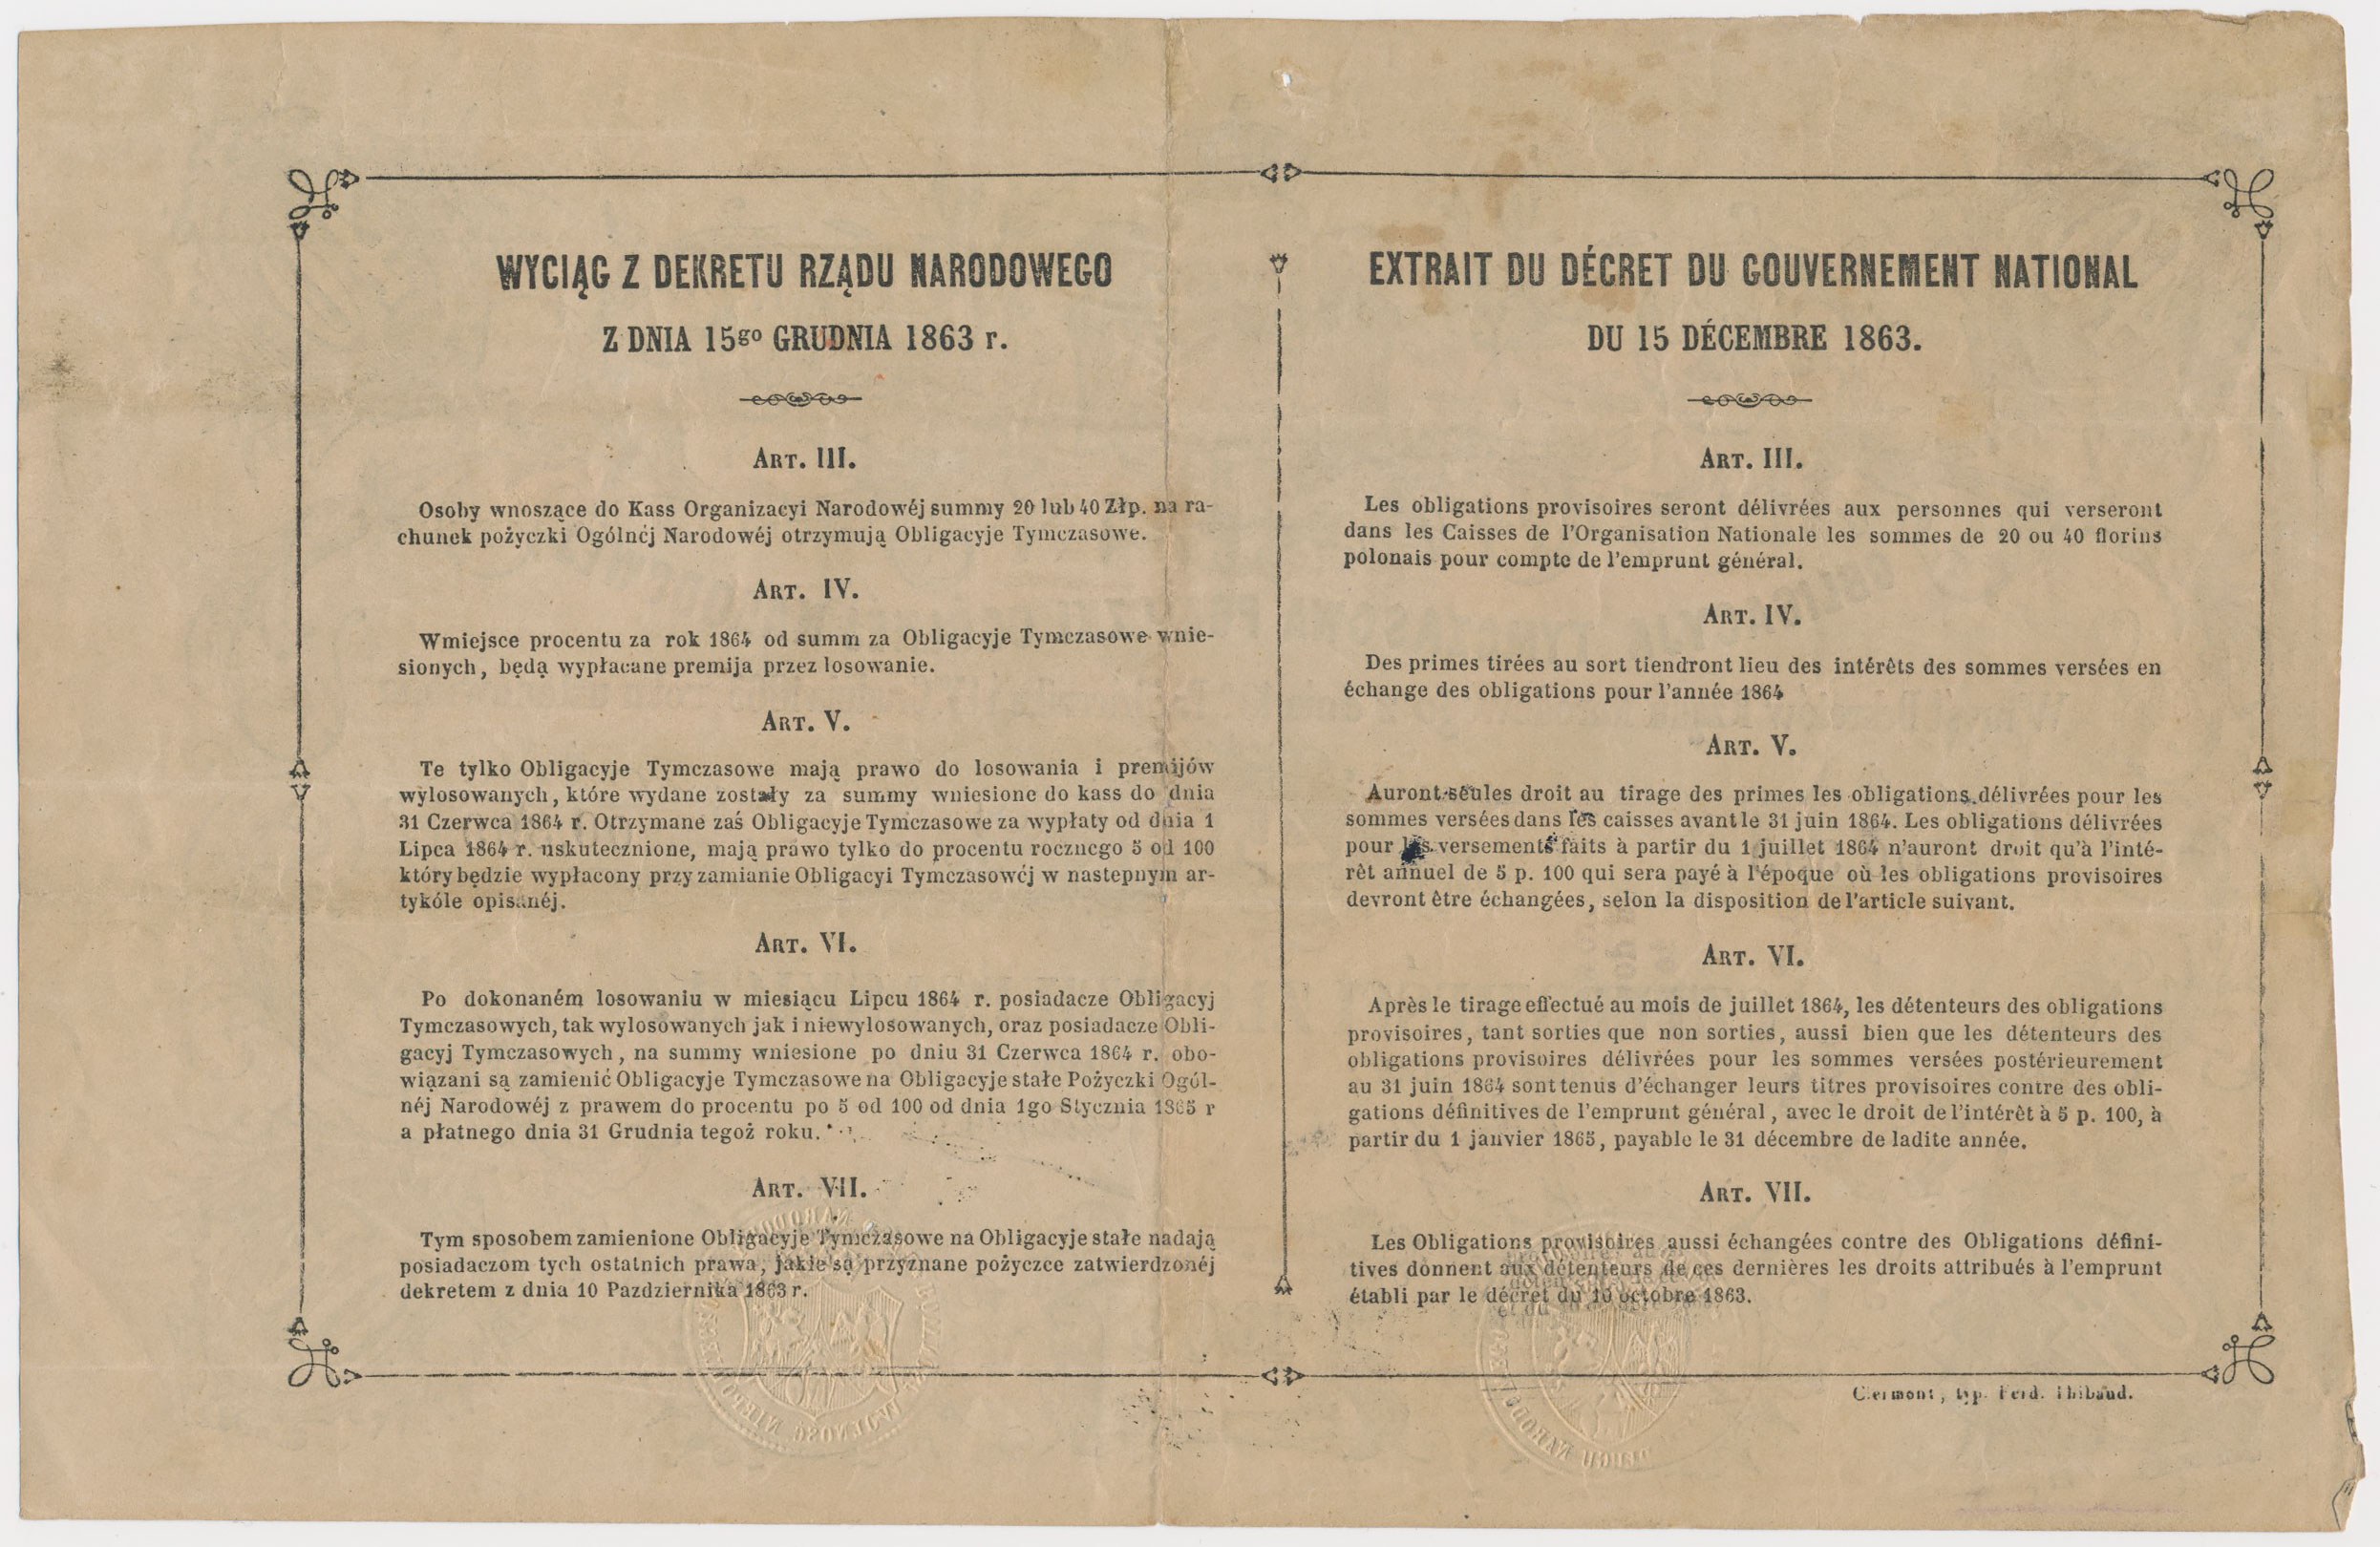 WYCIĄG Z DEKRETU RZĄDU NARODOWEGO
Z DNIA 15go GRUDNIA 1863 r.
ART. III.
Osoby wnoszące do Kass Organizacyi Narodowéj summy 20 lub 40 Złp. na ra-
chunek pożyczki Ogólnéj Narodowéj otrzymują Obligacyje Tymczasowe.
ART. IV.
Wmiejsce procentu za rok 1864 od summ za Obligacyje Tymczasowe wnie-
sionych, będą wypłacane premija przez losowanie.
ART. V.
Te tylko Obligacyje Tymczasowe mają prawo do losowania i premijów
wylosowanych, które wydane zostały za summy wniesione do kass do dnia
31 Czerwca 1864 r. Otrzymane zaś Obligacyje Tymczasowe za wypłaty od dnia 1
Lipca 1864 r. uskutecznione, mają prawo tylko do procentu rocznego 5 od 100
który będzie wypłacony przy zamianie Obligacyi Tymczasowéj w nastepnym ar-
tykóle opisanéj.
ART. VI.
Po dokonaném losowaniu w miesiącu Lipcu 1864 r. posiadacze Obligacyj
Tymczasowych, tak wylosowanych jak i niewylosowanych, oraz posiadacze Obli-
gacyj Tymczasowych, na summy wniesione po dniu 31 Czerwca 1864 r. obo-
wiązani są zamienić Obligacyje Tymczasowe na Obligacyje stałe Pożyczki Ogól-
néj Narodowéj z prawem do procentu po 5 od 100 od dnia 1go Stycznia 1865 r
a płatnego dnia 31 Grudnia tegoż roku.
ART. VII.
Tym sposobem zamienione Obligacyje Tymczasowe na Obligacyje stałe nadają
posiadaczom tych ostatnich prawa, jakie są przyznane pożyczce zatwierdzonéj
dekretem z dnia 10 Pazdziernika 1863 r.
EXTRAIT DU DÉCRET DU GOUVERNEMENT NATIONAL
DU 15 DÉCEMBRE 1863.
ART. III.
Les obligations provisoires seront délivrées aux personnes qui verseront
dans les Caisses de l'Organisation Nationale les sommes de 20 ou 40 florins
polonais pour compte de l'emprunt général.
ART. IV.
Des primes tirées au sort tiendront lieu des intérêts des sommes versées en
échange des obligations pour l'année 1864
ART. V.
Auront seules droit au tirage des primes les obligations délivrées pour les
sommes versées dans les caisses avant le 31 juin 1864. Les obligations délivrées
pour les versements faits à partir du 1 juillet 1864 n'auront droit qu'à l'inté-
rêt annuel de 5 p. 100 qui sera payé à l'époque où les obligations provisoires
devront être échangées, selon la disposition de l'article suivant.
ART. VI.
Après le tirage effectué au mois de juillet 1864, les détenteurs des obligations
provisoires, tant sorties que non sorties, aussi bien que les détenteurs des
obligations provisoires délivrées pour les sommes versées postérieurement
au 31 juin 1864 sont tenus d'échanger leurs titres provisoires contre des obli-
gations définitives de l'emprunt général, avec le droit de l'intérêt à 5 p. 100, à
partir du 1 janvier 1865, payable le 31 décembre de ladite année.
ART. VII.
Les Obligations provisoires aussi échangées contre des Obligations défini-
tives donnent aux détenteurs de ces dernières les droits attribués à l'emprunt
établi par le décret du 10 octobre 1863.
Clermont, typ. Ferd. Thibaud.